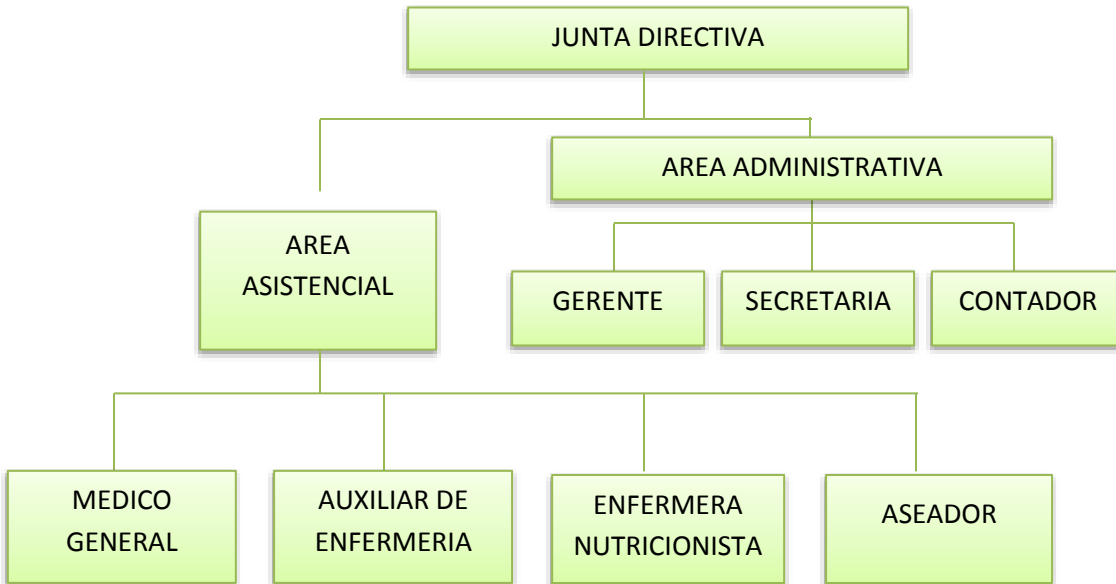 JUNTA DIRECTIVA
AREA ADMINISTRATIVA
AREA
ASISTENCIAL
GERENTE
SECRETARIA
CONTADOR
MEDICO
GENERAL
AUXILIAR DE
ENFERMERIA
ENFERMERA
NUTRICIONISTA
ASEADOR